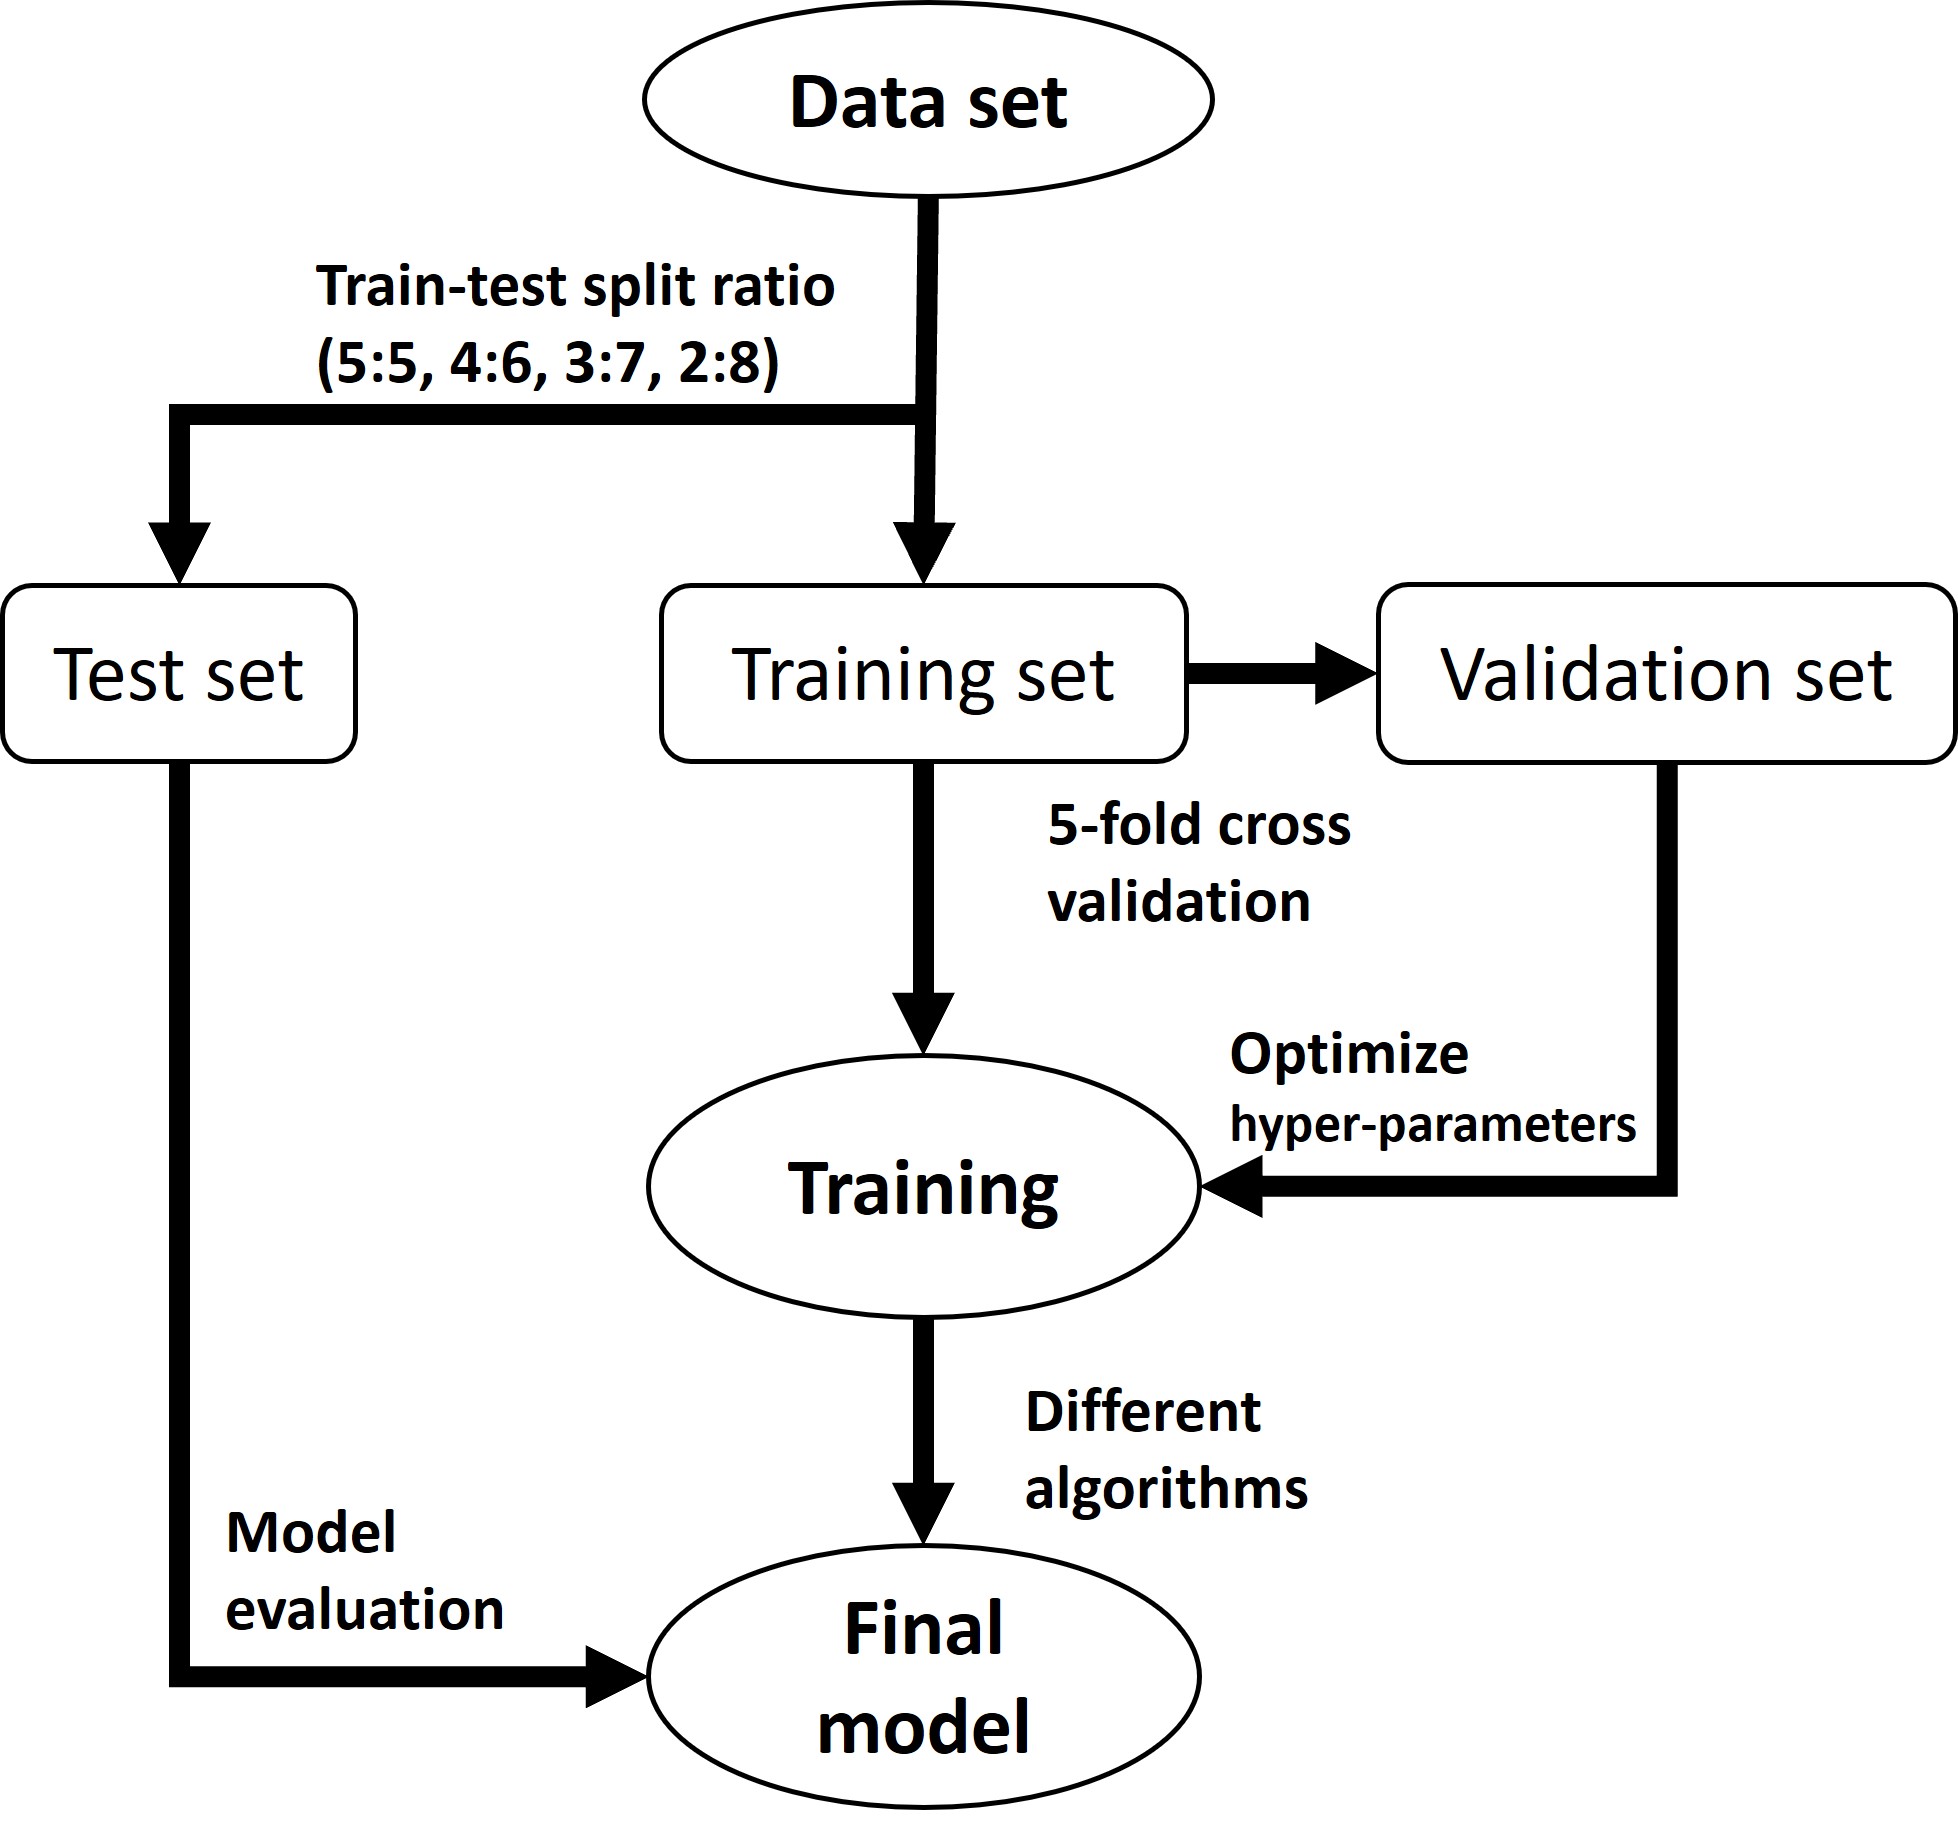 Data set
Train-test split ratio
(5:5, 4:6, 3:7, 2:8)
Test set
Training set
Validation set
5-fold cross
validation
Optimize
hyper-parameters
Training
Different
algorithms
Model
evaluation
Final
model